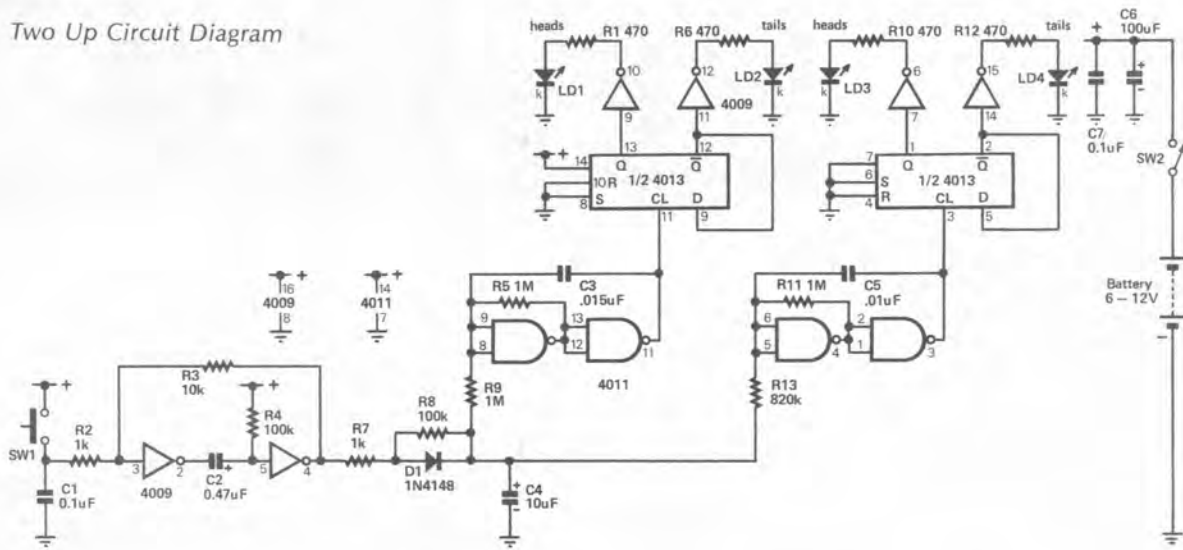 Two Up Circuit Diagram
heads
R1 470
R6 470
tails
heads
R10 470
R12 470
tails
C6
100uF
+
+
LD1
k
10
9
12
11
4009
LD2
k
LD3
k
6
7
15
14
LD4
k
C7
0.1uF
SW2
+
14
10 R
8 S
13
Q
12
Q̅
1/2 4013
CL
D
11
9
7
6 S
4 R
1
Q
2
Q̅
1/2 4013
CL
D
3
5
Battery
6 – 12V
+
–
C3
.015uF
R5 1M
9
8
13
12
11
4011
R9
1M
C5
.01uF
R11 1M
6
5
4
2
1
3
R13
820k
+
16
4009
8
+
14
4011
7
R3
10k
+
SW1
R2
1k
C1
0.1uF
3
2
4009
C2
0.47uF
+
+
R4
100k
5
4
R7
1k
R8
100k
D1
1N4148
+
–
C4
10uF